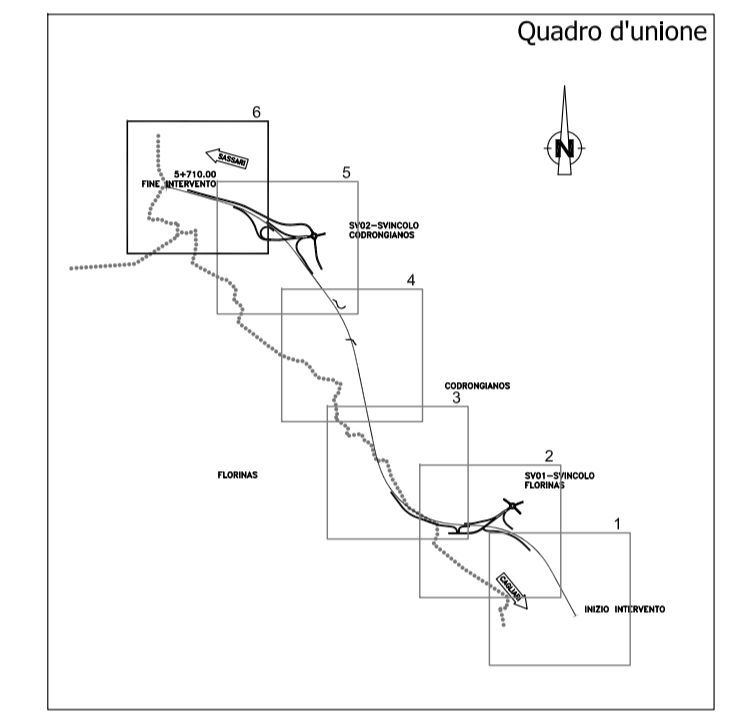 Quadro d'unione
N
6
SASSARI
5+710.00
FINE INTERVENTO
5
SV02-SVINCOLO
CODRONGIANOS
4
CODRONGIANOS
3
FLORINAS
2
SV01-SVINCOLO
FLORINAS
1
CAGLIARI
INIZIO INTERVENTO